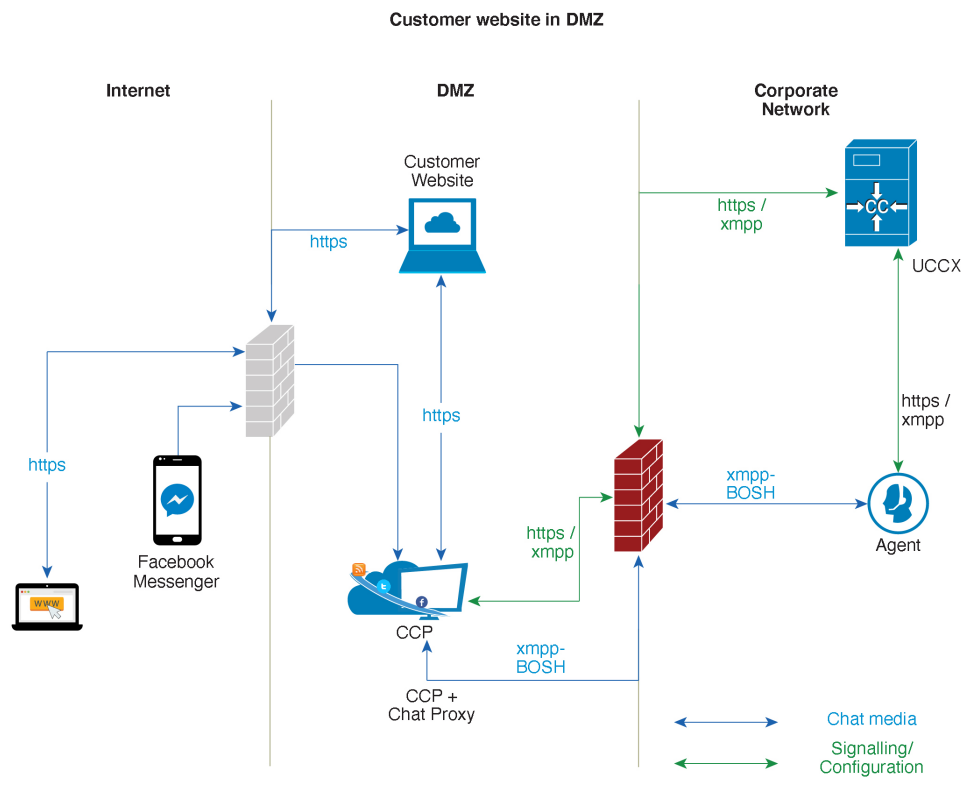 Customer website in DMZ
Internet
DMZ
Corporate
Network
Customer
Website
https
https /
xmpp
CC
UCCX
https
https /
xmpp
https
xmpp-
BOSH
https /
xmpp
Agent
Facebook
Messenger
www
f
CCP
xmpp-
BOSH
CCP +
Chat Proxy
Chat media
Signalling/
Configuration